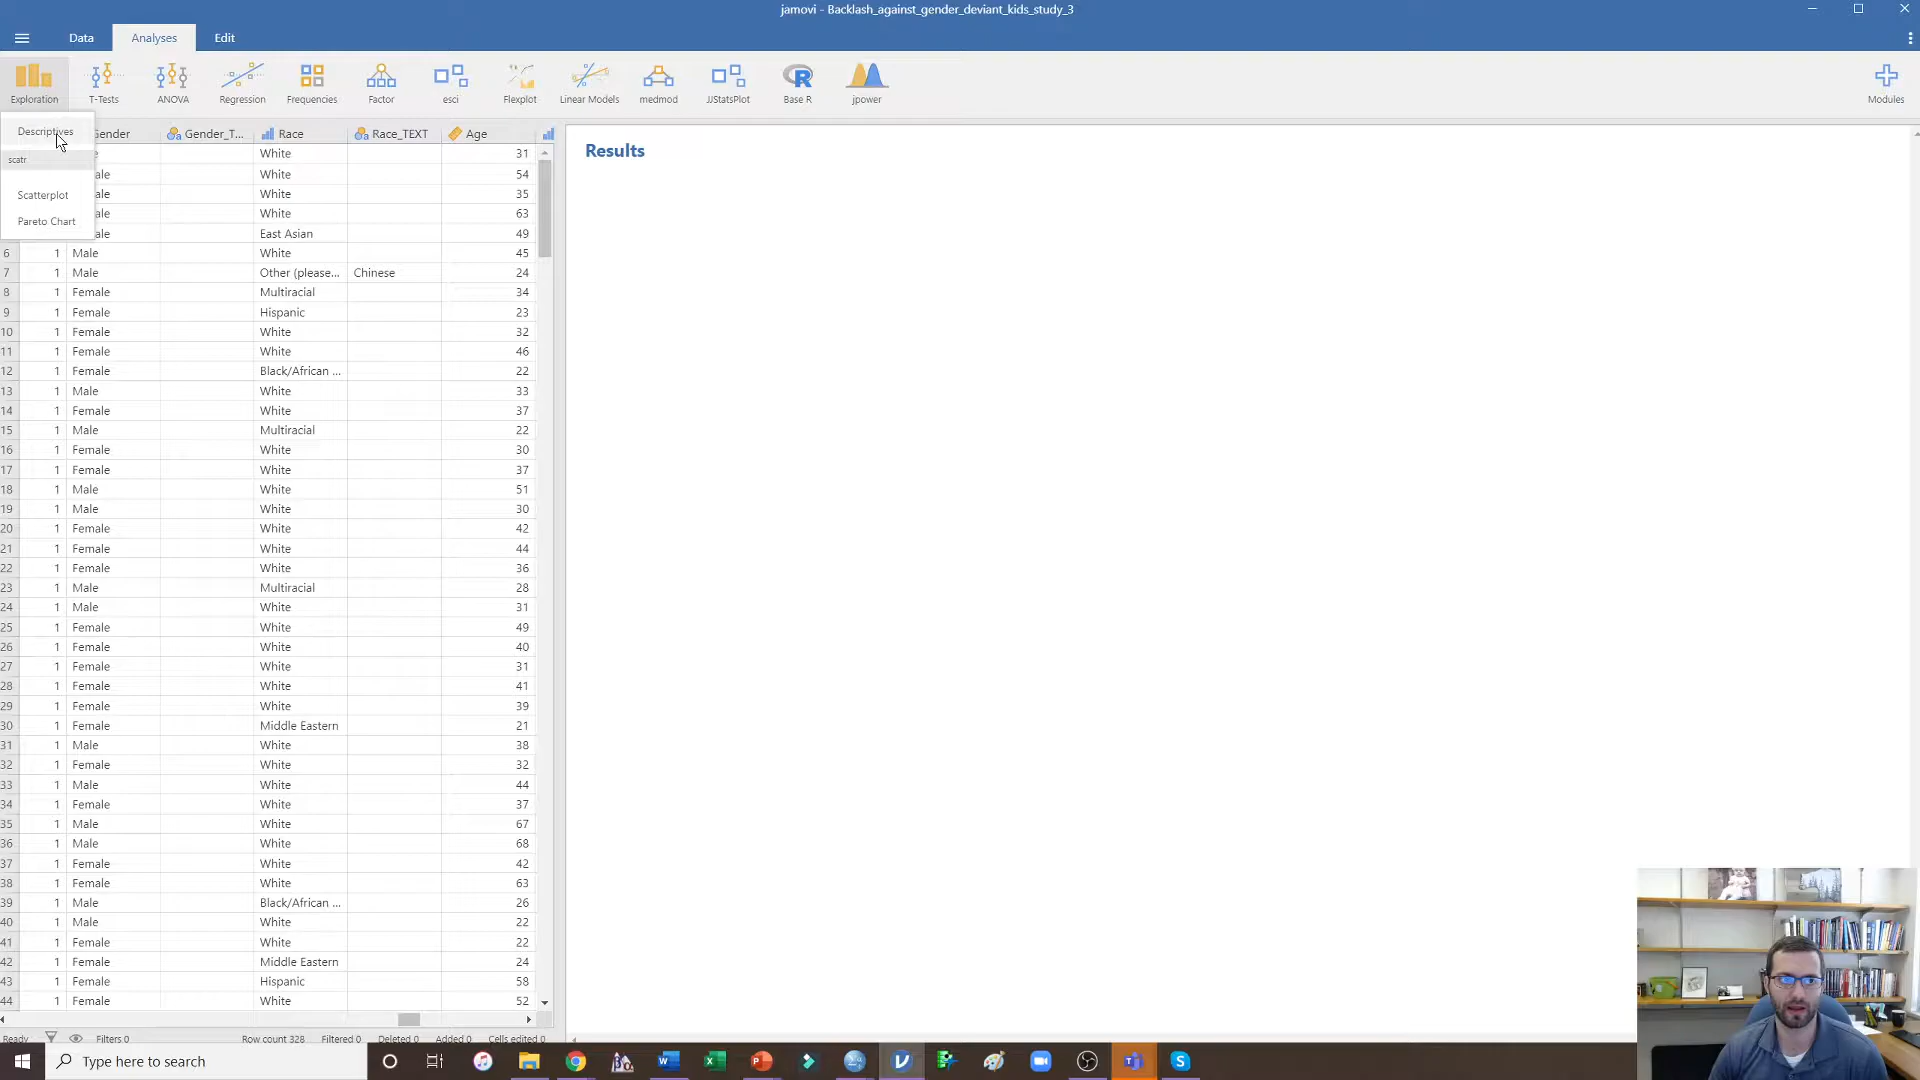 jamovi - Backlash_against_gender_deviant_kids_study_3
Data Analyses Edit
Exploration T-Tests ANOVA Regression Frequencies Factor esci Flexplot Linear Models medmod JJStatsPlot Base R jpower Modules
Descriptives
scatr
Scatterplot
Pareto Chart
Gender Gender_T... Race Race_TEXT Age
White 31
ale White 54
ale White 35
ale White 63
ale East Asian 49
6 1 Male White 45
7 1 Male Other (please... Chinese 24
8 1 Female Multiracial 34
9 1 Female Hispanic 23
10 1 Female White 32
11 1 Female White 46
12 1 Female Black/African ... 22
13 1 Male White 33
14 1 Female White 37
15 1 Male Multiracial 22
16 1 Female White 30
17 1 Female White 37
18 1 Male White 51
19 1 Male White 30
20 1 Female White 42
21 1 Female White 44
22 1 Female White 36
23 1 Male Multiracial 28
24 1 Male White 31
25 1 Female White 49
26 1 Female White 40
27 1 Female White 31
28 1 Female White 41
29 1 Female White 39
30 1 Female Middle Eastern 21
31 1 Male White 38
32 1 Female White 32
33 1 Male White 44
34 1 Female White 37
35 1 Male White 67
36 1 Male White 68
37 1 Female White 42
38 1 Female White 63
39 1 Male Black/African ... 26
40 1 Male White 22
41 1 Female White 22
42 1 Female Middle Eastern 24
43 1 Female Hispanic 58
44 1 Female White 52
Ready Filters 0 Row count 328 Filtered 0 Deleted 0 Added 0 Cells edited 0
Results
Type here to search